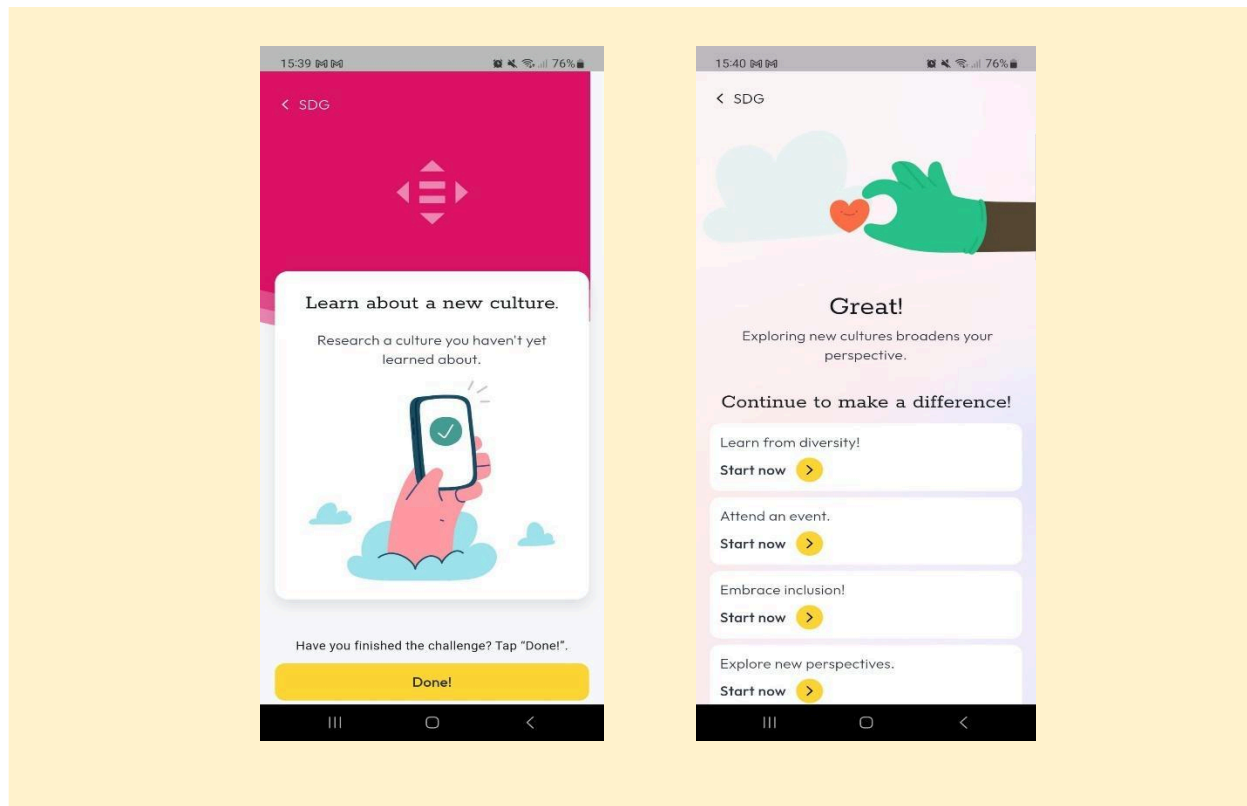 15:39 76%
< SDG
Learn about a new culture.
Research a culture you haven't yet
learned about.
Have you finished the challenge? Tap “Done!”.
Done!
15:40 76%
< SDG
Great!
Exploring new cultures broadens your
perspective.
Continue to make a difference!
Learn from diversity!
Start now >
Attend an event.
Start now >
Embrace inclusion!
Start now >
Explore new perspectives.
Start now >